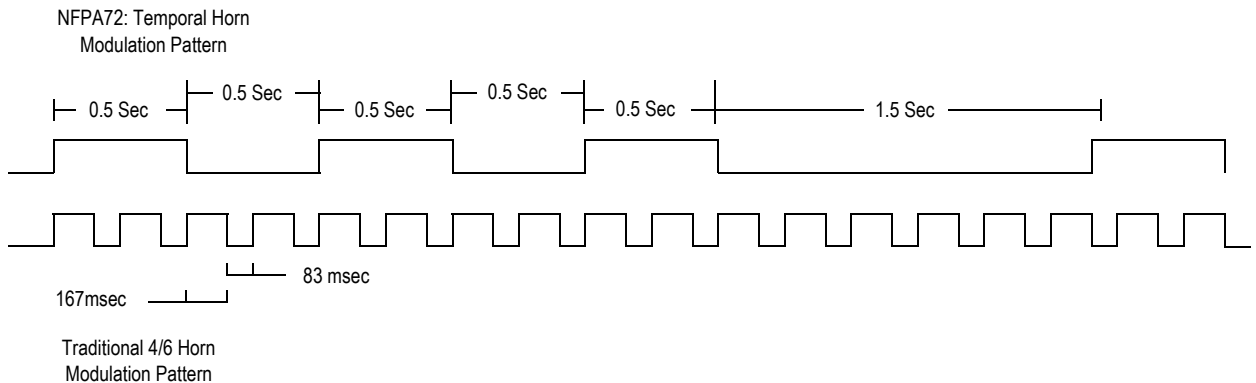 NFPA72: Temporal Horn
Modulation Pattern
0.5 Sec
0.5 Sec
0.5 Sec
0.5 Sec
0.5 Sec
1.5 Sec
83 msec
167msec
Traditional 4/6 Horn
Modulation Pattern